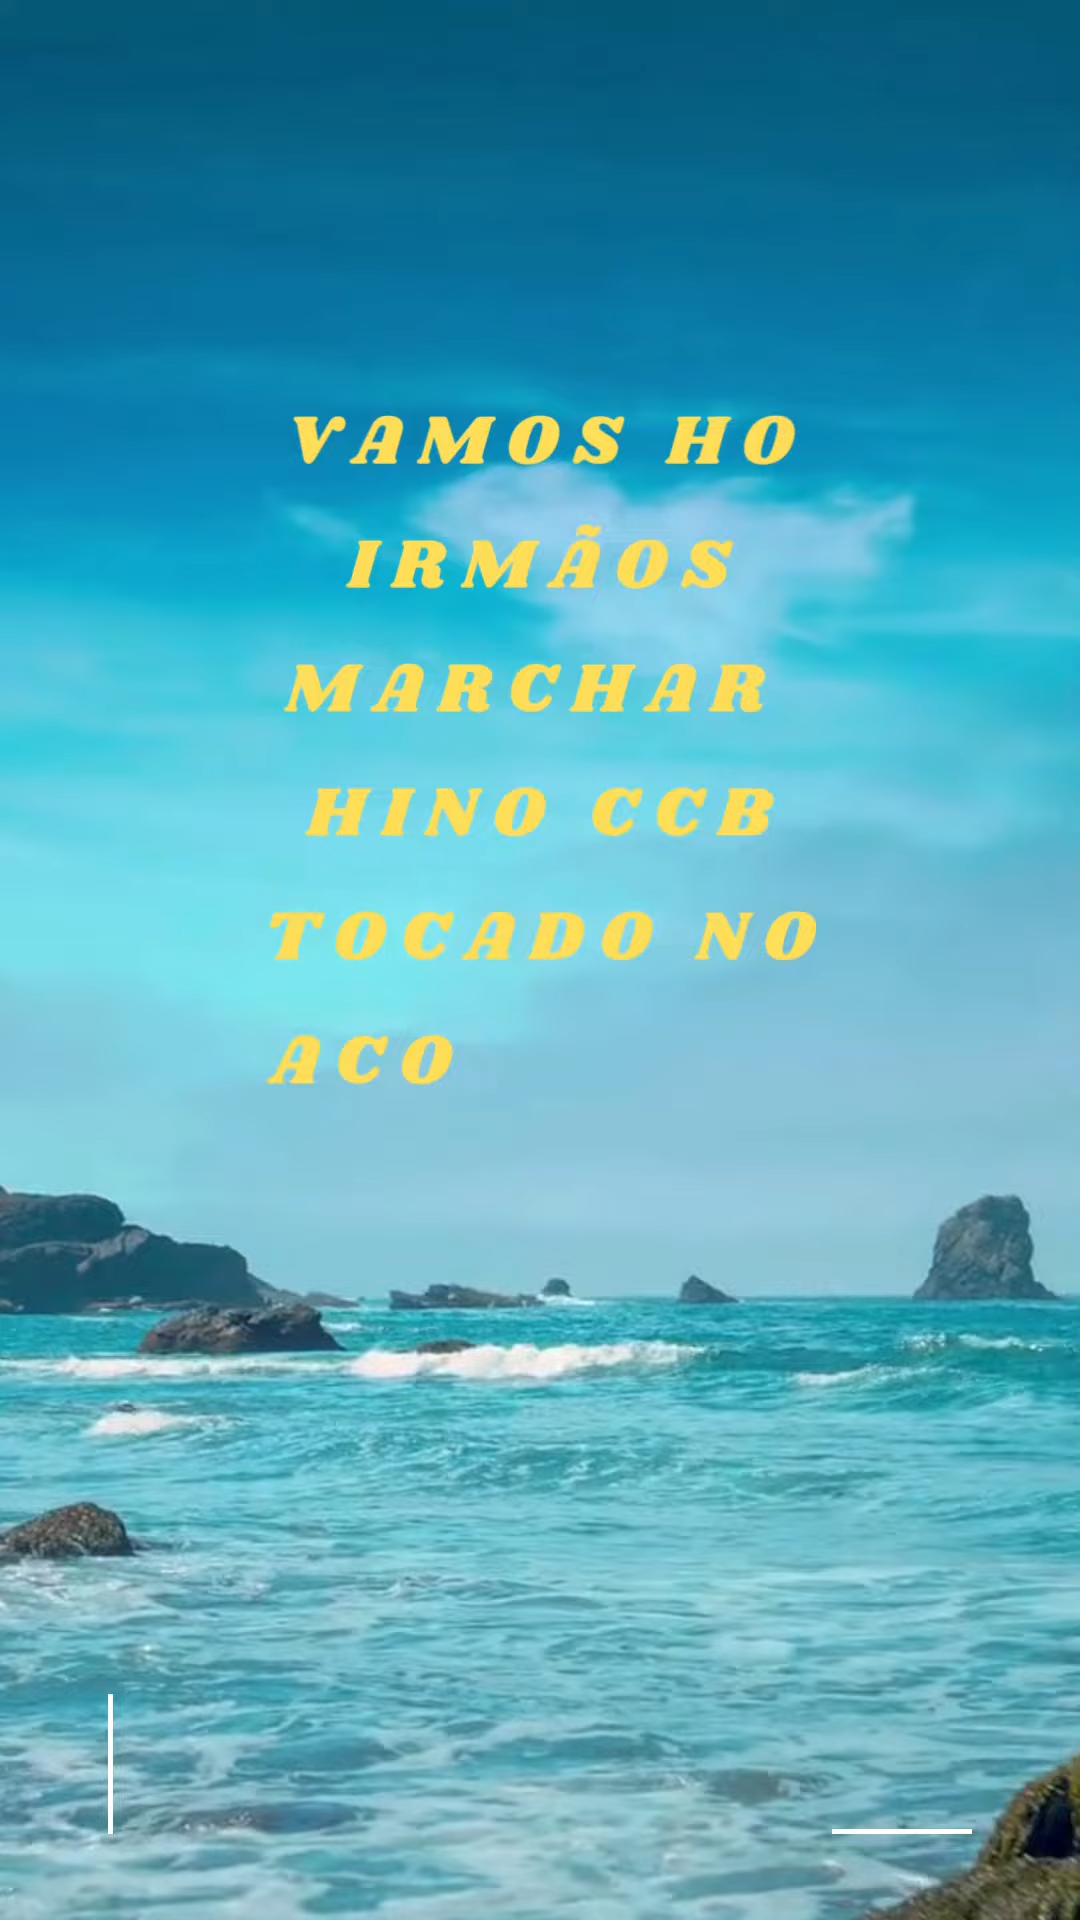 VAMOS HO
IRMÃOS
MARCHAR
HINO CCB
TOCADO NO
ACO